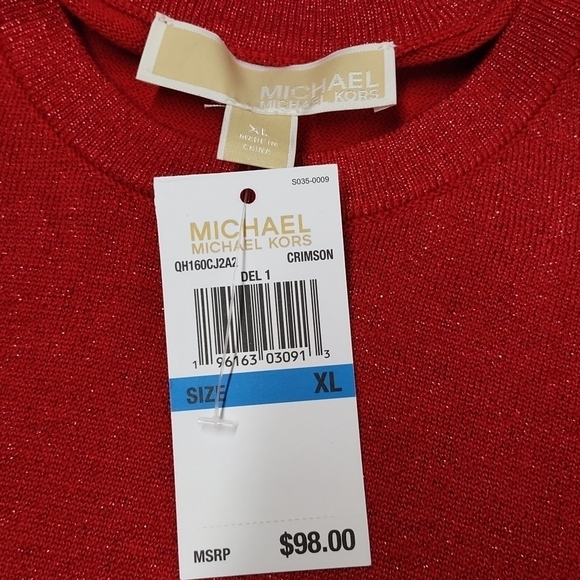 MICHAEL
MICHAEL KORS
XL
MADE IN
CHINA
S035-0009
MICHAEL
MICHAEL KORS
QH160CJ2A2 CRIMSON
DEL 1
1 96163 03091 3
SIZE XL
MSRP $98.00